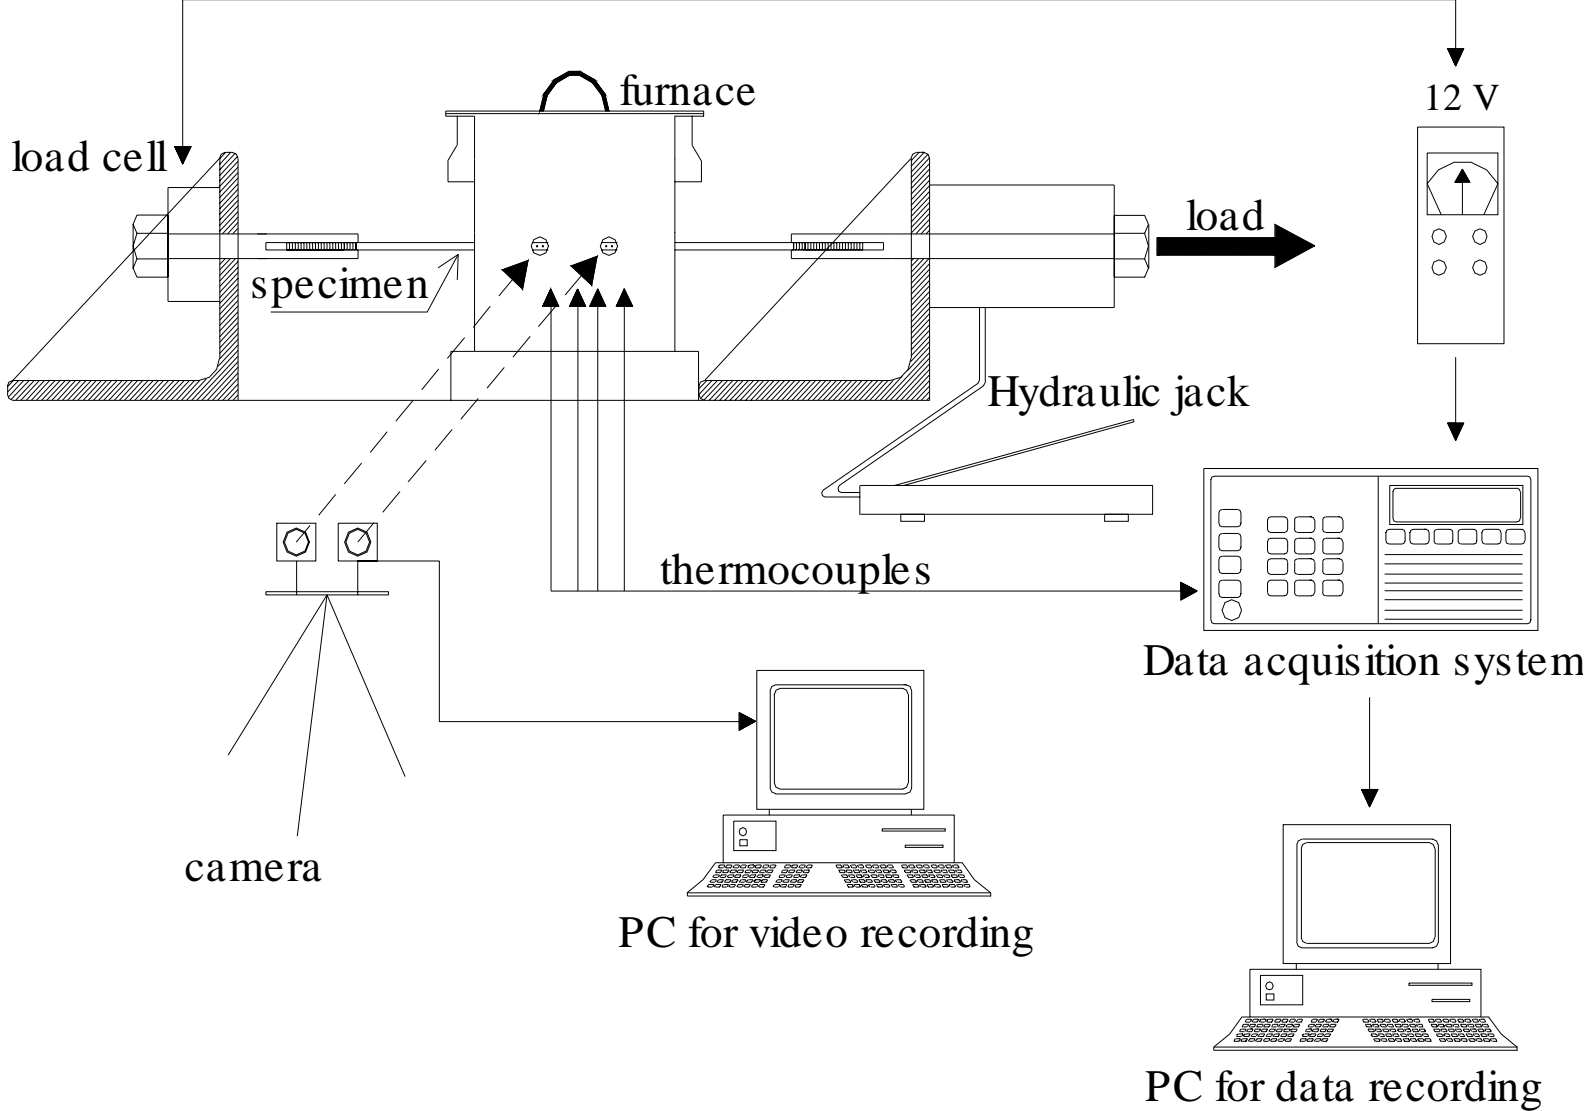 furnace
12 V
load cell
load
specimen
Hydraulic jack
thermocouples
Data acquisition system
camera
PC for video recording
PC for data recording